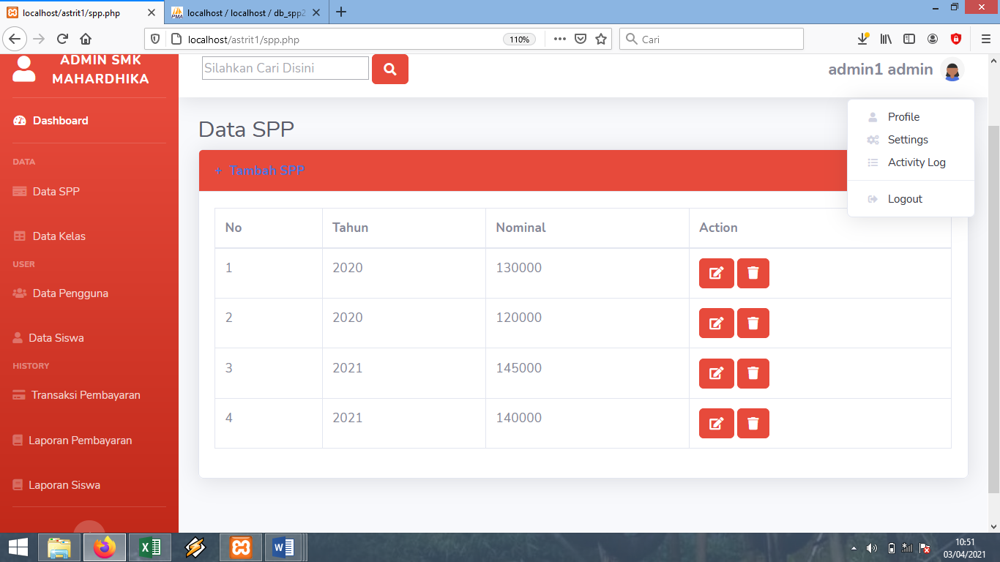 localhost/astrit1/spp.php
localhost / localhost / db_spp2
localhost/astrit1/spp.php
110%
Cari
ADMIN SMK
MAHARDHIKA
Silahkan Cari Disini
admin1 admin
Profile
Settings
Activity Log
Logout
Dashboard
DATA
Data SPP
Data Kelas
USER
Data Pengguna
Data Siswa
HISTORY
Transaksi Pembayaran
Laporan Pembayaran
Laporan Siswa
Data SPP
+ Tambah SPP
No Tahun Nominal Action
1 2020 130000
2 2020 120000
3 2021 145000
4 2021 140000
10:51
03/04/2021